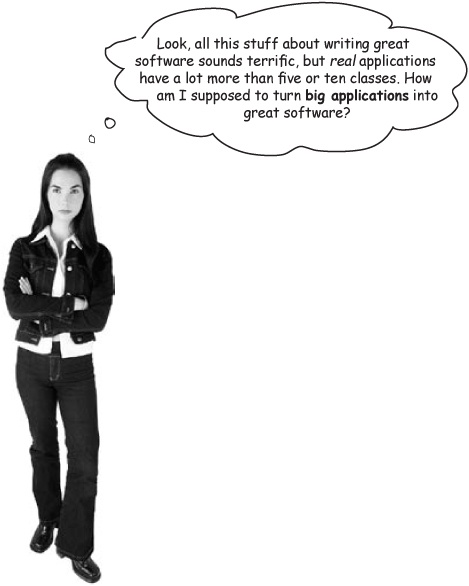 Look, all this stuff about writing great
software sounds terrific, but real applications
have a lot more than five or ten classes. How
am I supposed to turn big applications into
great software?